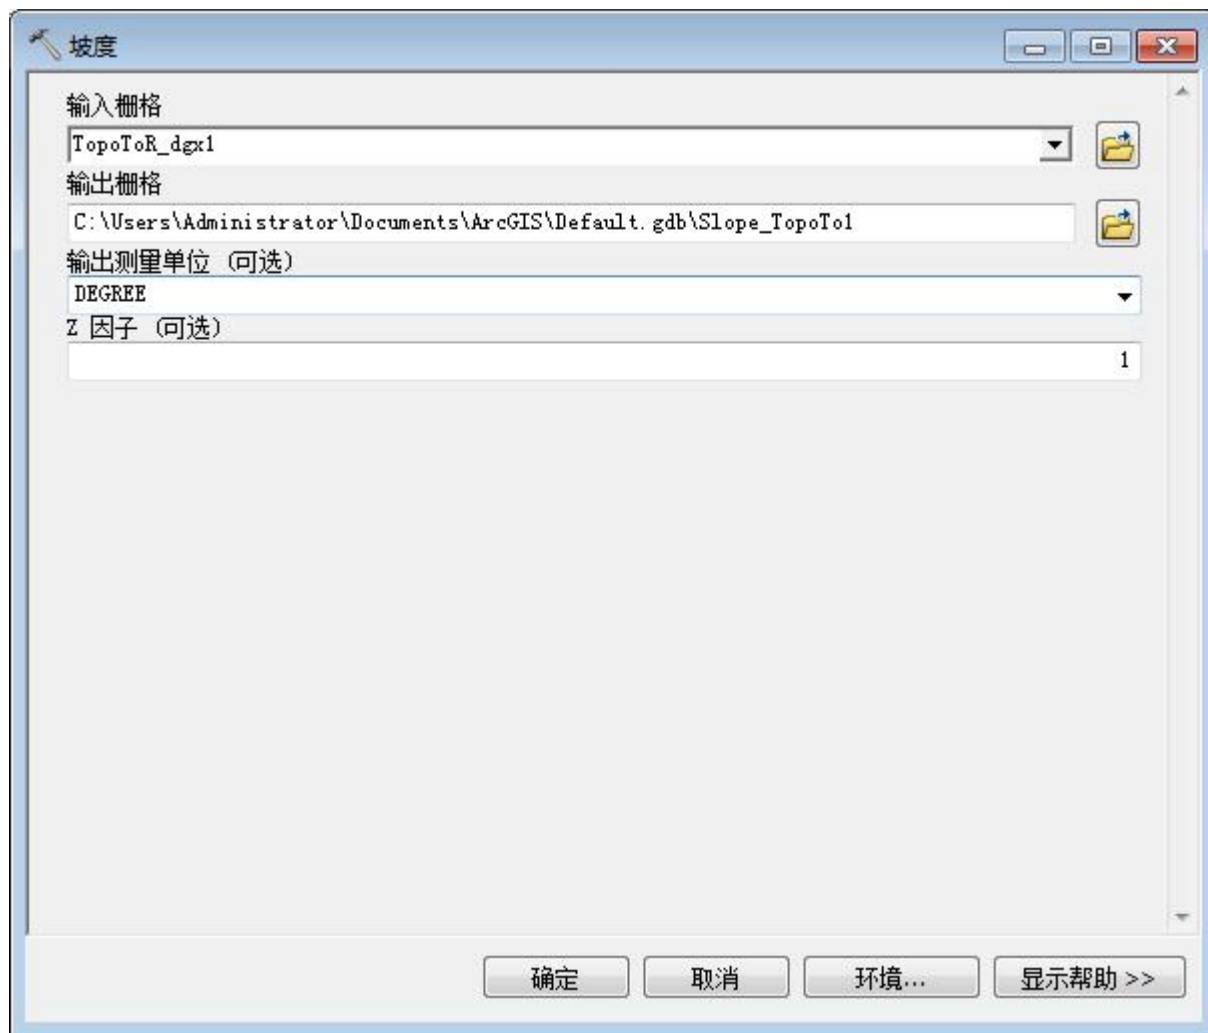 坡度
输入栅格
TopoToR_dgx1
输出栅格
C:\Users\Administrator\Documents\ArcGIS\Default.gdb\Slope_TopoTo1
输出测量单位 (可选)
DEGREE
Z 因子 (可选)
1
确定 取消 环境... 显示帮助 >>